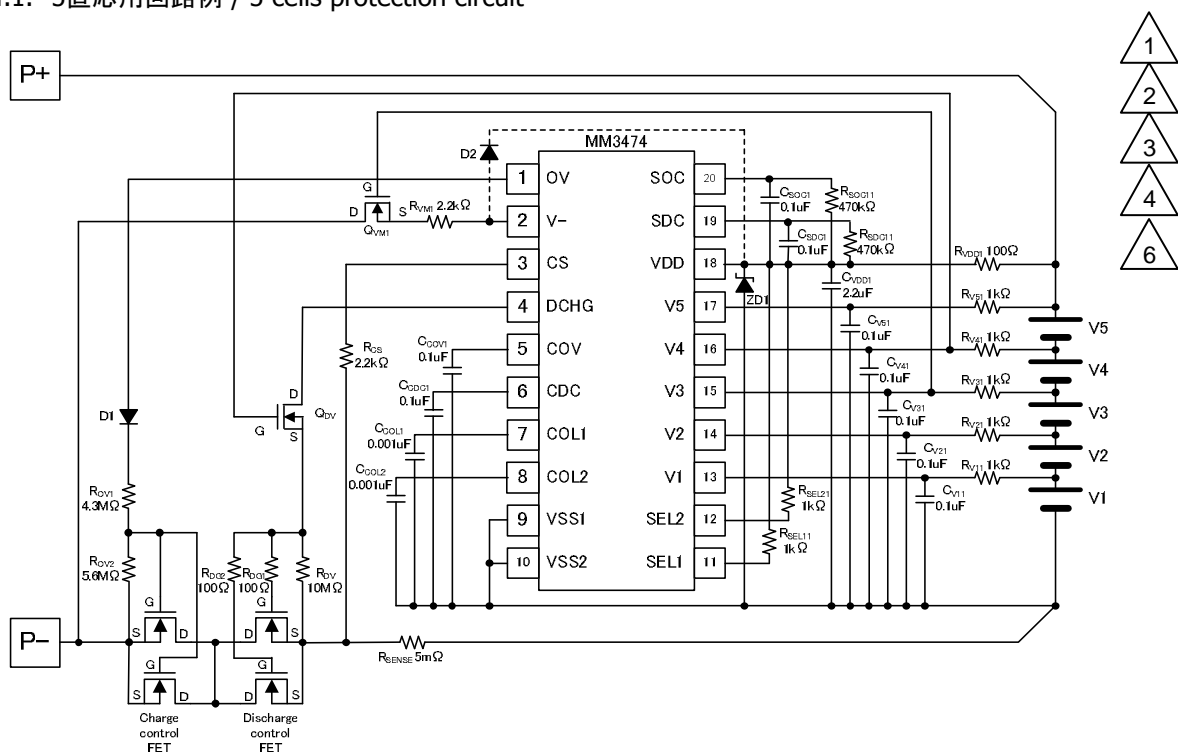 5直応用回路例 / 5 cells protection circuit
P+
1
2
3
4
6
MM3474
D2
1 OV
2 V-
3 CS
4 DCHG
5 COV
6 CDC
7 COL1
8 COL2
9 VSS1
10 VSS2
SOC 20
SDC 19
VDD 18
V5 17
V4 16
V3 15
V2 14
V1 13
SEL2 12
SEL1 11
G
D S
QVM1
RVM1 2.2kΩ
CSOC1
0.1uF
RSOC11
470kΩ
CSDC1
0.1uF
RSDC11
470kΩ
CVDD1
2.2uF
ZD1
RVDD1 100Ω
RV51 1kΩ
RV41 1kΩ
RV31 1kΩ
RV21 1kΩ
RV11 1kΩ
CV51
0.1uF
CV41
0.1uF
CV31
0.1uF
CV21
0.1uF
CV11
0.1uF
V5
V4
V3
V2
V1
RSEL21
1kΩ
RSEL11
1kΩ
RCS
2.2kΩ
CCOV1
0.1uF
CCDC1
0.1uF
CCOL1
0.001uF
CCOL2
0.001uF
D
QDV
G
S
D1
ROV1
4.3MΩ
ROV2
5.6MΩ
RDG2
100Ω
RDG1
100Ω
RDV
10MΩ
P-
G
S D
G
D S
G
S D
G
D S
RSENSE 5mΩ
Charge
control
FET
Discharge
control
FET